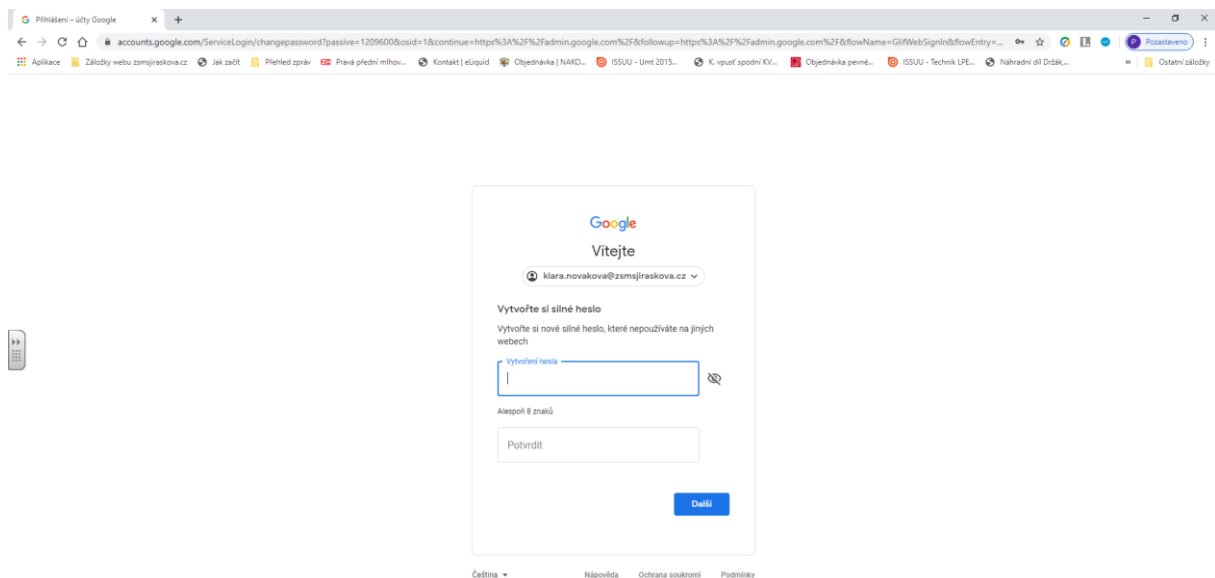 Přihlášení – účty Google
accounts.google.com/ServiceLogin/changepassword?passive=1209600&osid=1&continue=https%3A%2F%2Fadmin.google.com%2F&followup=https%3A%2F%2Fadmin.google.com%2F&flowName=GlifWebSignIn&flowEntry=...
Pozastaveno
Aplikace Záložky webu zsmsjiraskova.cz Jak začít Přehled zpráv Pravá přední mlhov... Kontakt | eLiquid Objednávka | NAKO... ISSUU - Umt 2015... K. vpusť spodní KV... Objednávka pevné... ISSUU - Technik LPE... Náhradní díl Držák,... » Ostatní záložky
Google
Vítejte
klara.novakova@zsmsjiraskova.cz
Vytvořte si silné heslo
Vytvořte si nové silné heslo, které nepoužíváte na jiných
webech
Vytvoření hesla
Alespoň 8 znaků
Potvrdit
Další
Čeština Nápověda Ochrana soukromí Podmínky